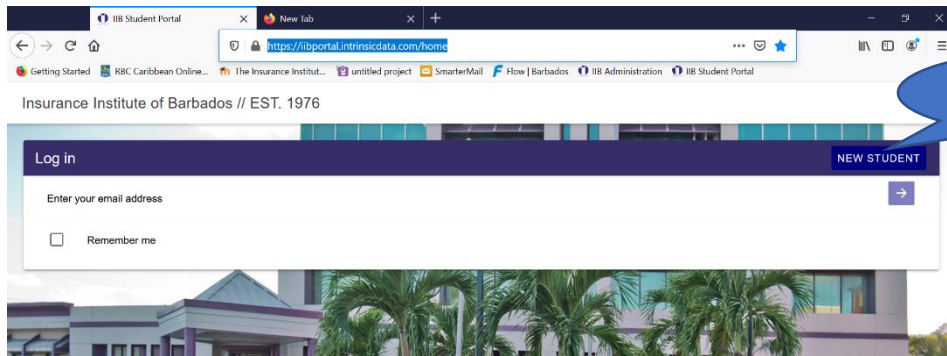 IIB Student Portal
New Tab
https://iibportal.intrinsicdata.com/home
Getting Started RBC Caribbean Online... The Insurance Institut... untitled project SmarterMail Flow | Barbados IIB Administration IIB Student Portal
Insurance Institute of Barbados // EST. 1976
Log in NEW STUDENT
Enter your email address
Remember me